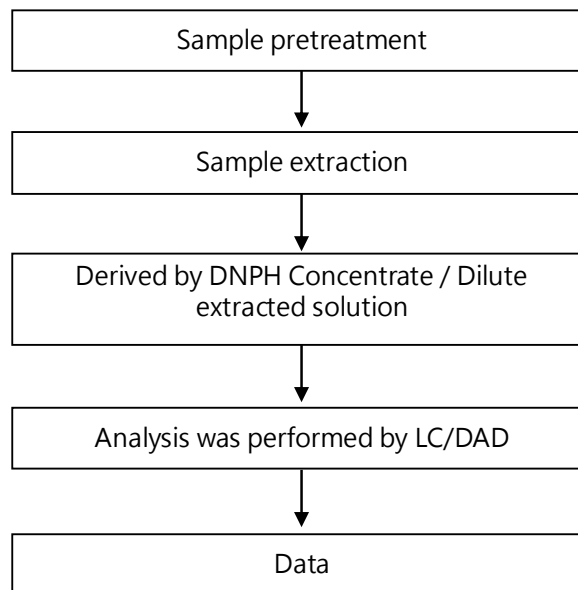 Sample pretreatment
Sample extraction
Derived by DNPH Concentrate / Dilute
extracted solution
Analysis was performed by LC/DAD
Data